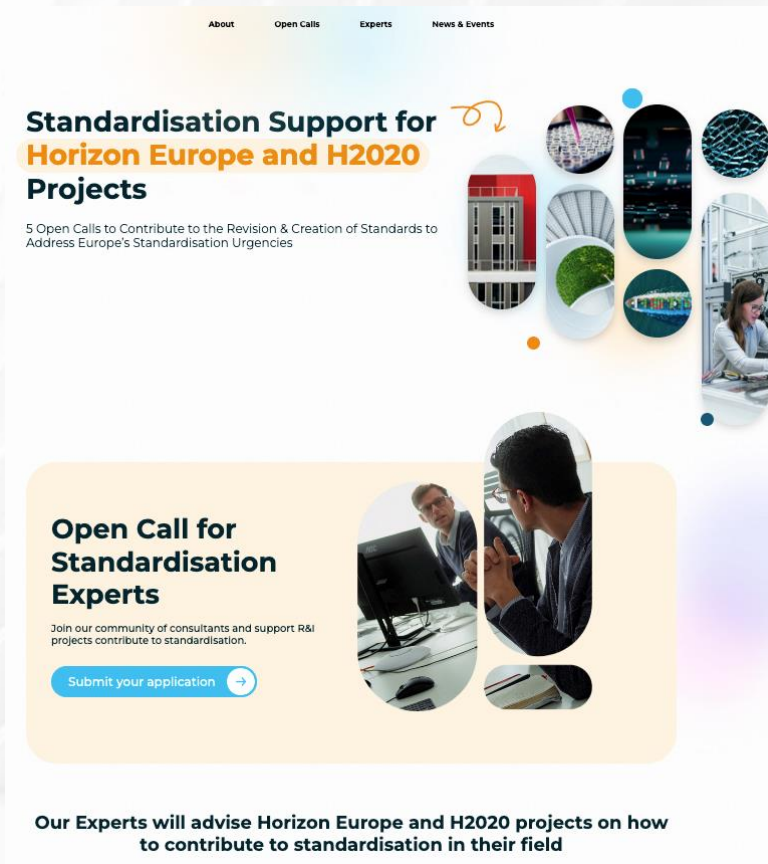 About Open Calls Experts News & Events
Standardisation Support for
Horizon Europe and H2020
Projects
5 Open Calls to Contribute to the Revision & Creation of Standards to
Address Europe’s Standardisation Urgencies
Open Call for
Standardisation
Experts
Join our community of consultants and support R&I
projects contribute to standardisation.
Submit your application
Our Experts will advise Horizon Europe and H2020 projects on how
to contribute to standardisation in their field